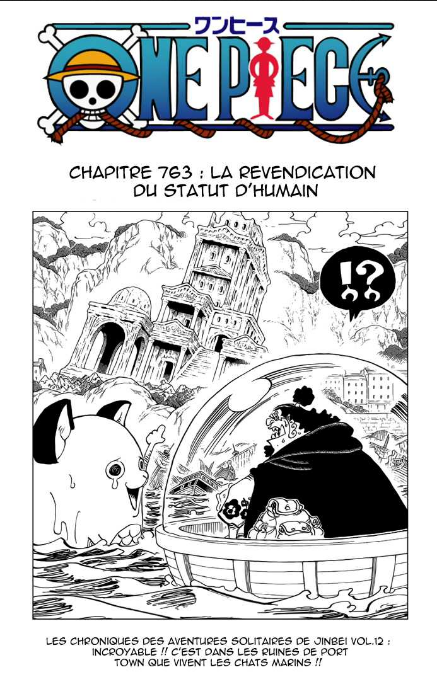 ワンピース
ONE PIECE
CHAPITRE 763 : LA REVENDICATION
DU STATUT D'HUMAIN
!?
LES CHRONIQUES DES AVENTURES SOLITAIRES DE JINBEI VOL.12 :
INCROYABLE !! C'EST DANS LES RUINES DE PORT
TOWN QUE VIVENT LES CHATS MARINS !!